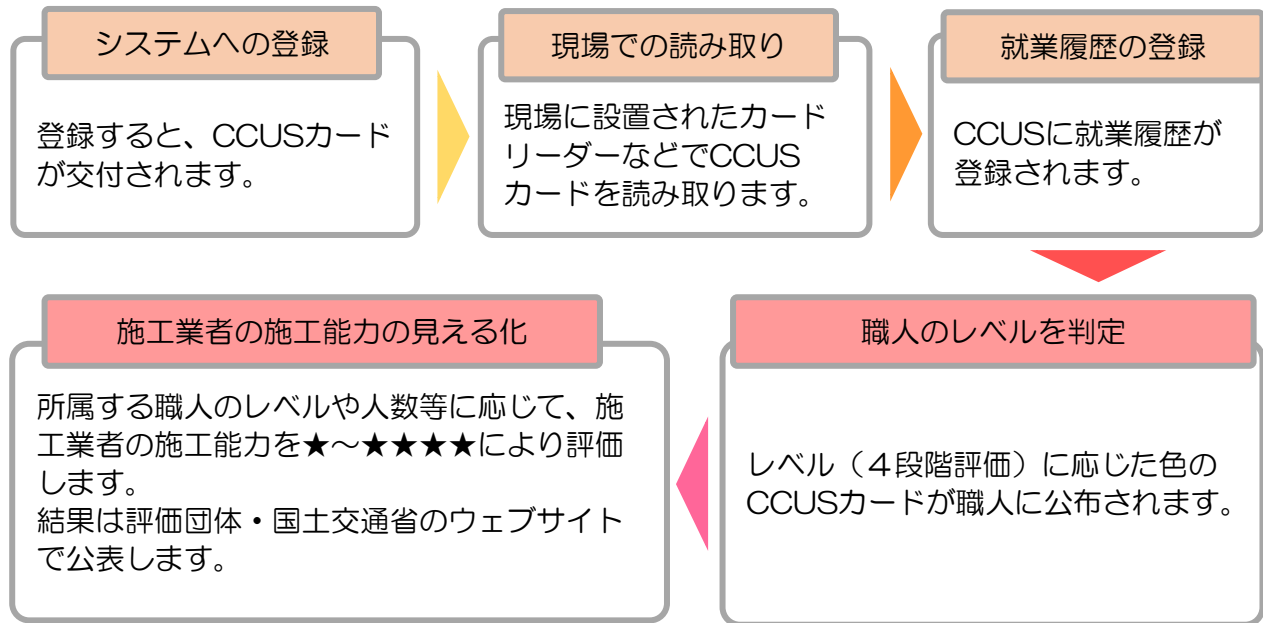 システムへの登録
登録すると、CCUSカード
が交付されます。
現場での読み取り
現場に設置されたカード
リーダーなどでCCUS
カードを読み取ります。
就業履歴の登録
CCUSに就業履歴が
登録されます。
職人のレベルを判定
レベル（４段階評価）に応じた色の
CCUSカードが職人に公布されます。
施工業者の施工能力の見える化
所属する職人のレベルや人数等に応じて、施
工業者の施工能力を★～★★★★により評価
します。
結果は評価団体・国土交通省のウェブサイト
で公表します。